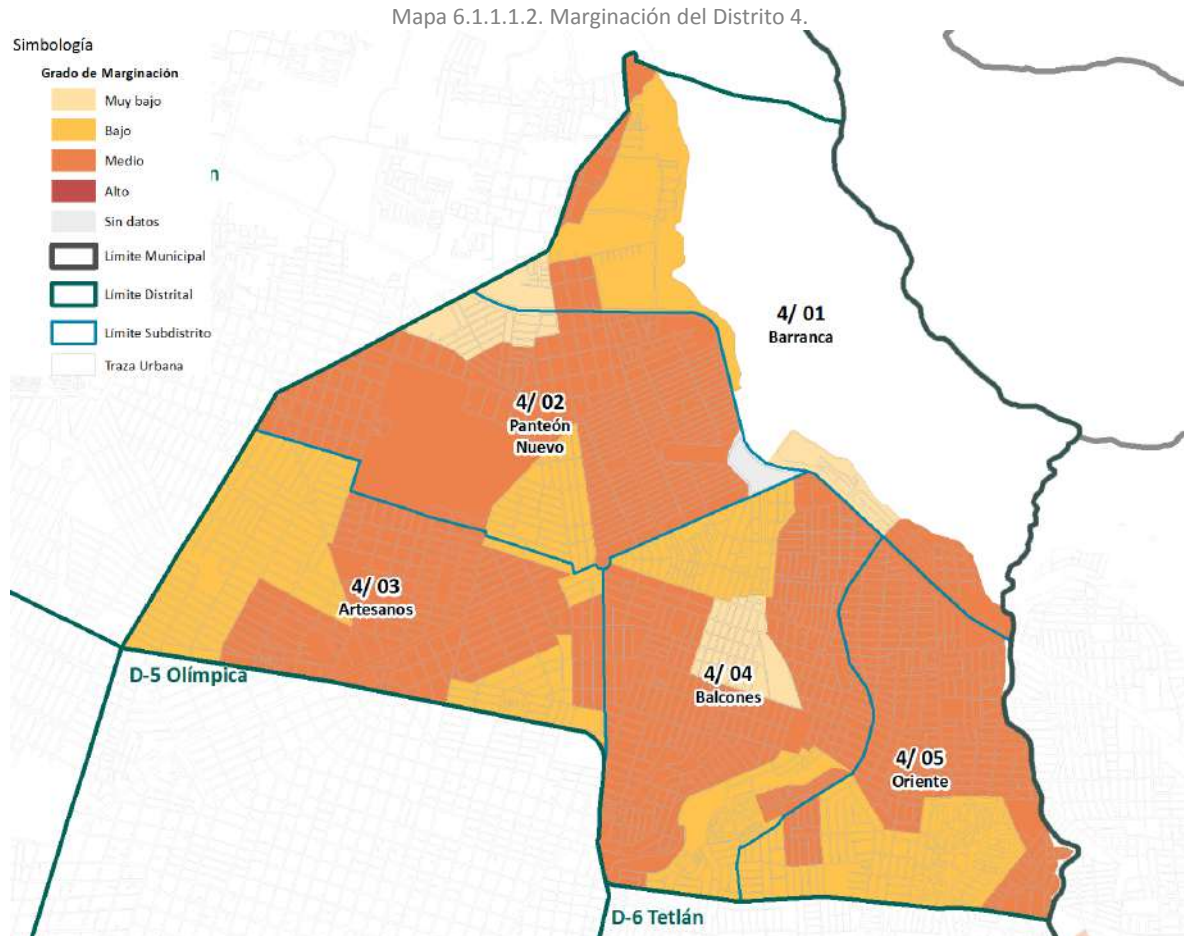 Mapa 6.1.1.1.2. Marginación del Distrito 4.
Simbología
Grado de Marginación
Muy bajo
Bajo
Medio
Alto
Sin datos
Límite Municipal
Límite Distrital
Límite Subdistrito
Traza Urbana
n
4/ 01
Barranca
4/ 02
Panteón
Nuevo
4/ 03
Artesanos
4/ 04
Balcones
4/ 05
Oriente
D-5 Olímpica
D-6 Tetlán